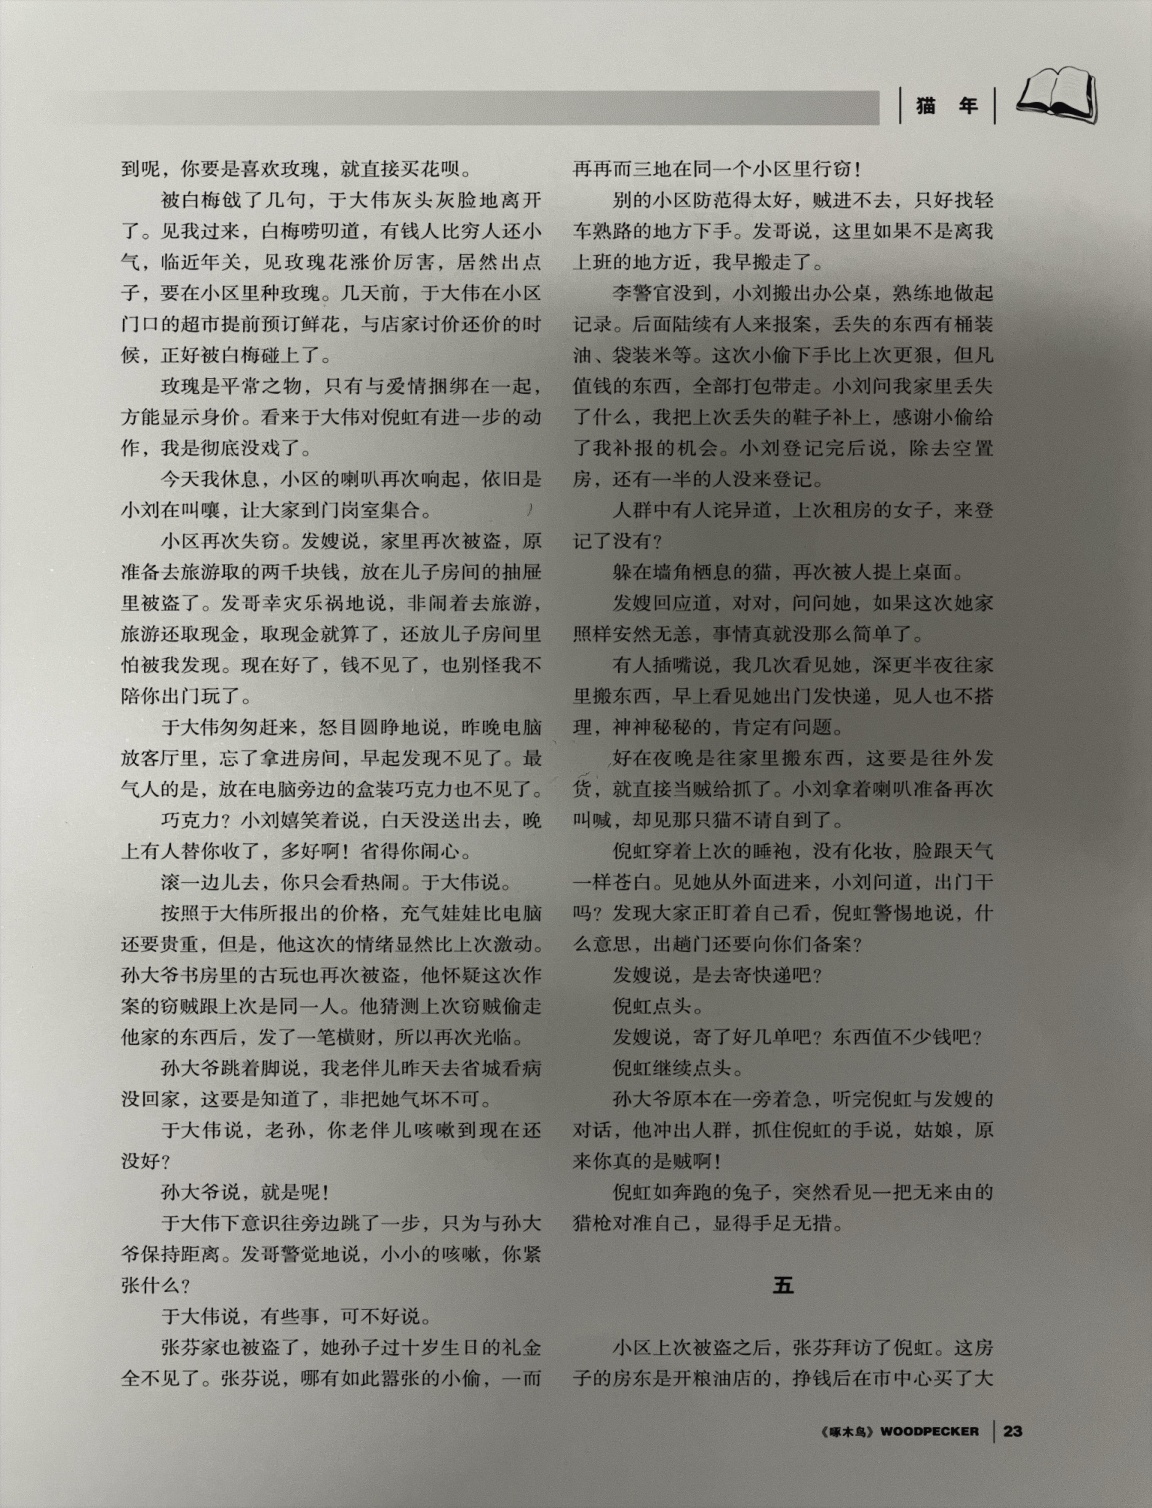 猫 年
到呢，你要是喜欢玫瑰，就直接买花呗。
被白梅戗了几句，于大伟灰头灰脸地离开
了。见我过来，白梅唠叨道，有钱人比穷人还小
气，临近年关，见玫瑰花涨价厉害，居然出点
子，要在小区里种玫瑰。几天前，于大伟在小区
门口的超市提前预订鲜花，与店家讨价还价的时
候，正好被白梅碰上了。
玫瑰是平常之物，只有与爱情捆绑在一起，
方能显示身价。看来于大伟对倪虹有进一步的动
作，我是彻底没戏了。
今天我休息，小区的喇叭再次响起，依旧是
小刘在叫嚷，让大家到门岗室集合。
小区再次失窃。发嫂说，家里再次被盗，原
准备去旅游取的两千块钱，放在儿子房间的抽屉
里被盗了。发哥幸灾乐祸地说，非闹着去旅游，
旅游还取现金，取现金就算了，还放儿子房间里
怕被我发现。现在好了，钱不见了，也别怪我不
陪你出门玩了。
于大伟匆匆赶来，怒目圆睁地说，昨晚电脑
放客厅里，忘了拿进房间，早起发现不见了。最
气人的是，放在电脑旁边的盒装巧克力也不见了。
巧克力？小刘嬉笑着说，白天没送出去，晚
上有人替你收了，多好啊！省得你闹心。
滚一边儿去，你只会看热闹。于大伟说。
按照于大伟所报出的价格，充气娃娃比电脑
还要贵重，但是，他这次的情绪显然比上次激动。
孙大爷书房里的古玩也再次被盗，他怀疑这次作
案的窃贼跟上次是同一人。他猜测上次窃贼偷走
他家的东西后，发了一笔横财，所以再次光临。
孙大爷跳着脚说，我老伴儿昨天去省城看病
没回家，这要是知道了，非把她气坏不可。
于大伟说，老孙，你老伴儿咳嗽到现在还
没好？
孙大爷说，就是呢！
于大伟下意识往旁边跳了一步，只为与孙大
爷保持距离。发哥警觉地说，小小的咳嗽，你紧
张什么？
于大伟说，有些事，可不好说。
张芬家也被盗了，她孙子过十岁生日的礼金
全不见了。张芬说，哪有如此嚣张的小偷，一而
再再而三地在同一个小区里行窃！
别的小区防范得太好，贼进不去，只好找轻
车熟路的地方下手。发哥说，这里如果不是离我
上班的地方近，我早搬走了。
李警官没到，小刘搬出办公桌，熟练地做起
记录。后面陆续有人来报案，丢失的东西有桶装
油、袋装米等。这次小偷下手比上次更狠，但凡
值钱的东西，全部打包带走。小刘问我家里丢失
了什么，我把上次丢失的鞋子补上，感谢小偷给
了我补报的机会。小刘登记完后说，除去空置
房，还有一半的人没来登记。
人群中有人诧异道，上次租房的女子，来登
记了没有？
躲在墙角栖息的猫，再次被人提上桌面。
发嫂回应道，对对，问问她，如果这次她家
照样安然无恙，事情真就没那么简单了。
有人插嘴说，我几次看见她，深更半夜往家
里搬东西，早上看见她出门发快递，见人也不搭
理，神神秘秘的，肯定有问题。
好在夜晚是往家里搬东西，这要是往外发
货，就直接当贼给抓了。小刘拿着喇叭准备再次
叫喊，却见那只猫不请自到了。
倪虹穿着上次的睡袍，没有化妆，脸跟天气
一样苍白。见她从外面进来，小刘问道，出门干
吗？发现大家正盯着自己看，倪虹警惕地说，什
么意思，出趟门还要向你们备案？
发嫂说，是去寄快递吧？
倪虹点头。
发嫂说，寄了好几单吧？东西值不少钱吧？
倪虹继续点头。
孙大爷原本在一旁着急，听完倪虹与发嫂的
对话，他冲出人群，抓住倪虹的手说，姑娘，原
来你真的是贼啊！
倪虹如奔跑的兔子，突然看见一把无来由的
猎枪对准自己，显得手足无措。
五
小区上次被盗之后，张芬拜访了倪虹。这房
子的房东是开粮油店的，挣钱后在市中心买了大
《啄木鸟》WOODPECKER 23